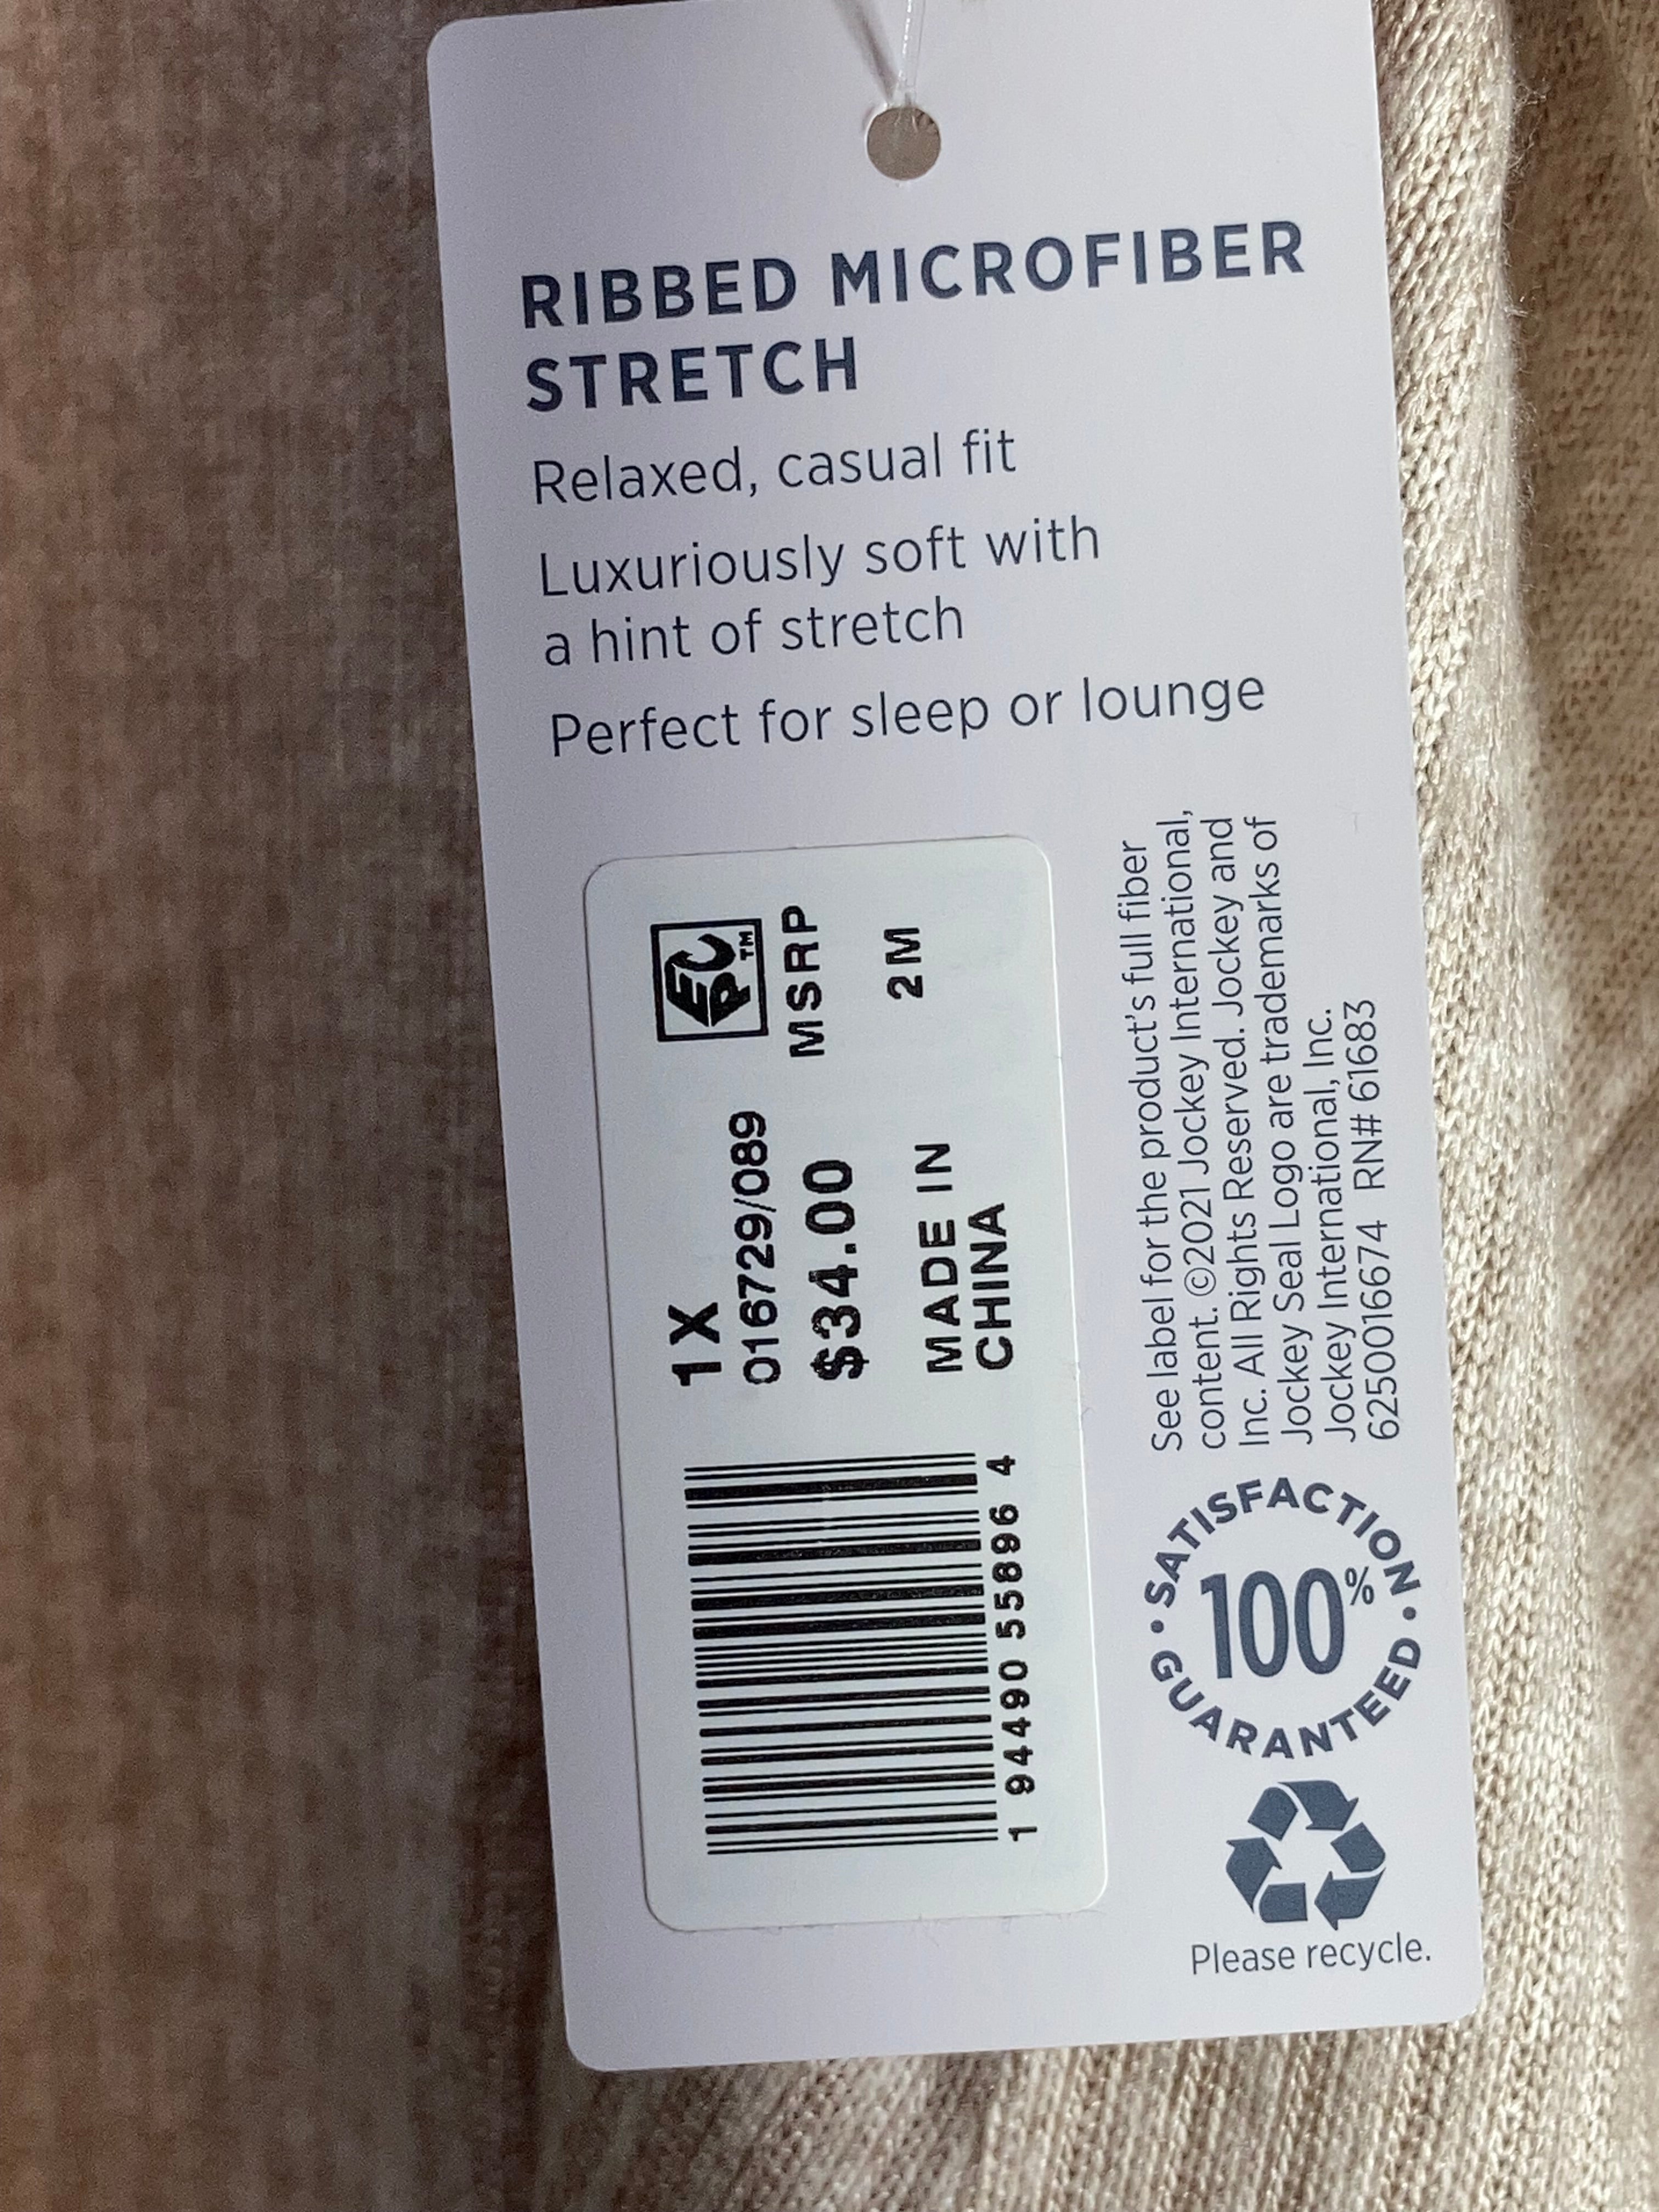 RIBBED MICROFIBER
STRETCH
Relaxed, casual fit
Luxuriously soft with
a hint of stretch
Perfect for sleep or lounge
EPC™
1X
016729/089
MSRP
$34.00
2M
MADE IN
CHINA
1 94490 55896 4
See label for the product's full fiber
content. ©2021 Jockey International,
Inc. All Rights Reserved. Jockey and
Jockey Seal Logo are trademarks of
Jockey International, Inc.
6250016674 RN# 61683
• SATISFACTION •
100%
GUARANTEED
Please recycle.